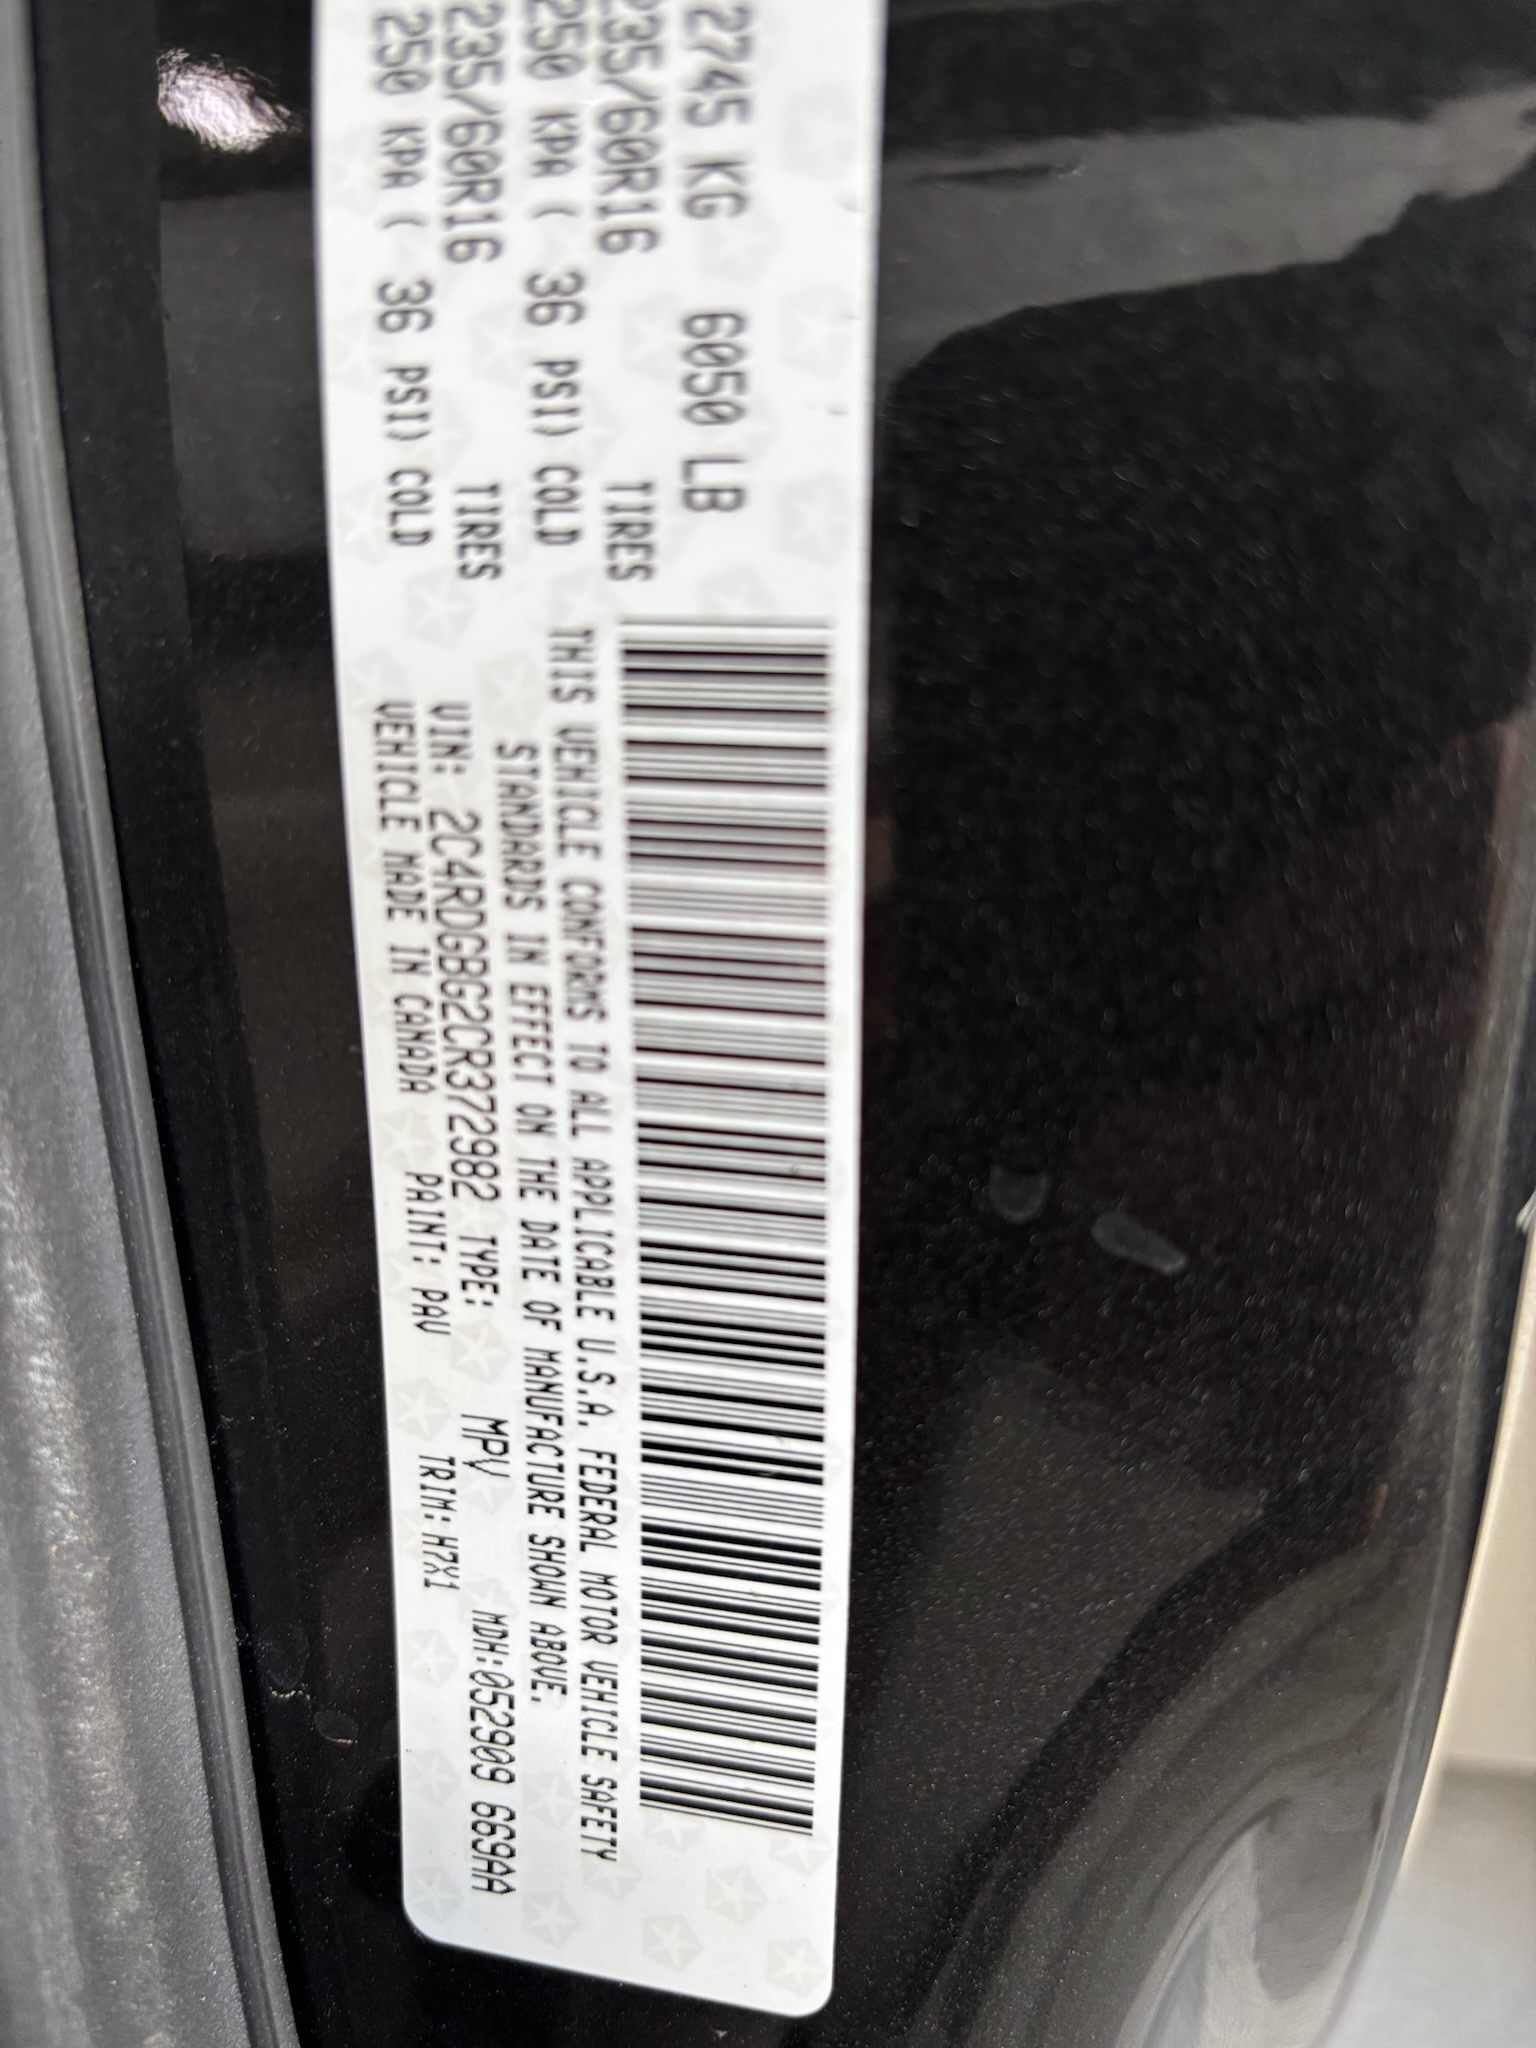 2745 KG 6050 LB
235/60R16 TIRES
250 KPA ( 36 PSI) COLD
235/60R16 TIRES
250 KPA ( 36 PSI) COLD
THIS VEHICLE CONFORMS TO ALL APPLICABLE U.S.A. FEDERAL MOTOR VEHICLE SAFETY
STANDARDS IN EFFECT ON THE DATE OF MANUFACTURE SHOWN ABOVE.
VIN: 2C4RDGBG2CR372982 TYPE: MPV MDH:052909 669AA
VEHICLE MADE IN CANADA PAINT: PAV TRIM: H7X1